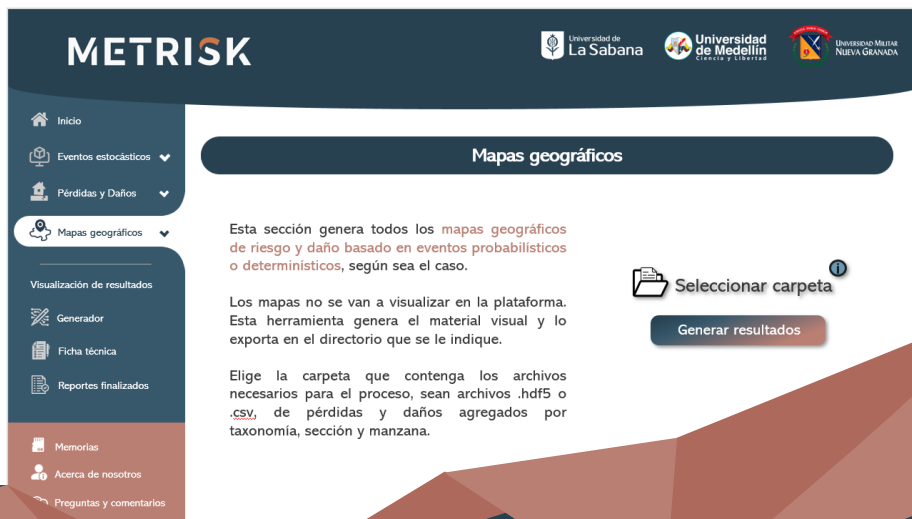 METRISK
Universidad de
La Sabana
Universidad
de Medellín
Ciencia y Libertad
UNIVERSIDAD MILITAR
NUEVA GRANADA
Inicio
Eventos estocásticos
Pérdidas y Daños
Mapas geográficos
Visualización de resultados
Generador
Ficha técnica
Reportes finalizados
Memorias
Acerca de nosotros
Preguntas y comentarios
Mapas geográficos
Esta sección genera todos los mapas geográficos
de riesgo y daño basado en eventos probabilísticos
o determinísticos, según sea el caso.
Los mapas no se van a visualizar en la plataforma.
Esta herramienta genera el material visual y lo
exporta en el directorio que se le indique.
Elige la carpeta que contenga los archivos
necesarios para el proceso, sean archivos .hdf5 o
.csv, de pérdidas y daños agregados por
taxonomía, sección y manzana.
Seleccionar carpeta
i
Generar resultados